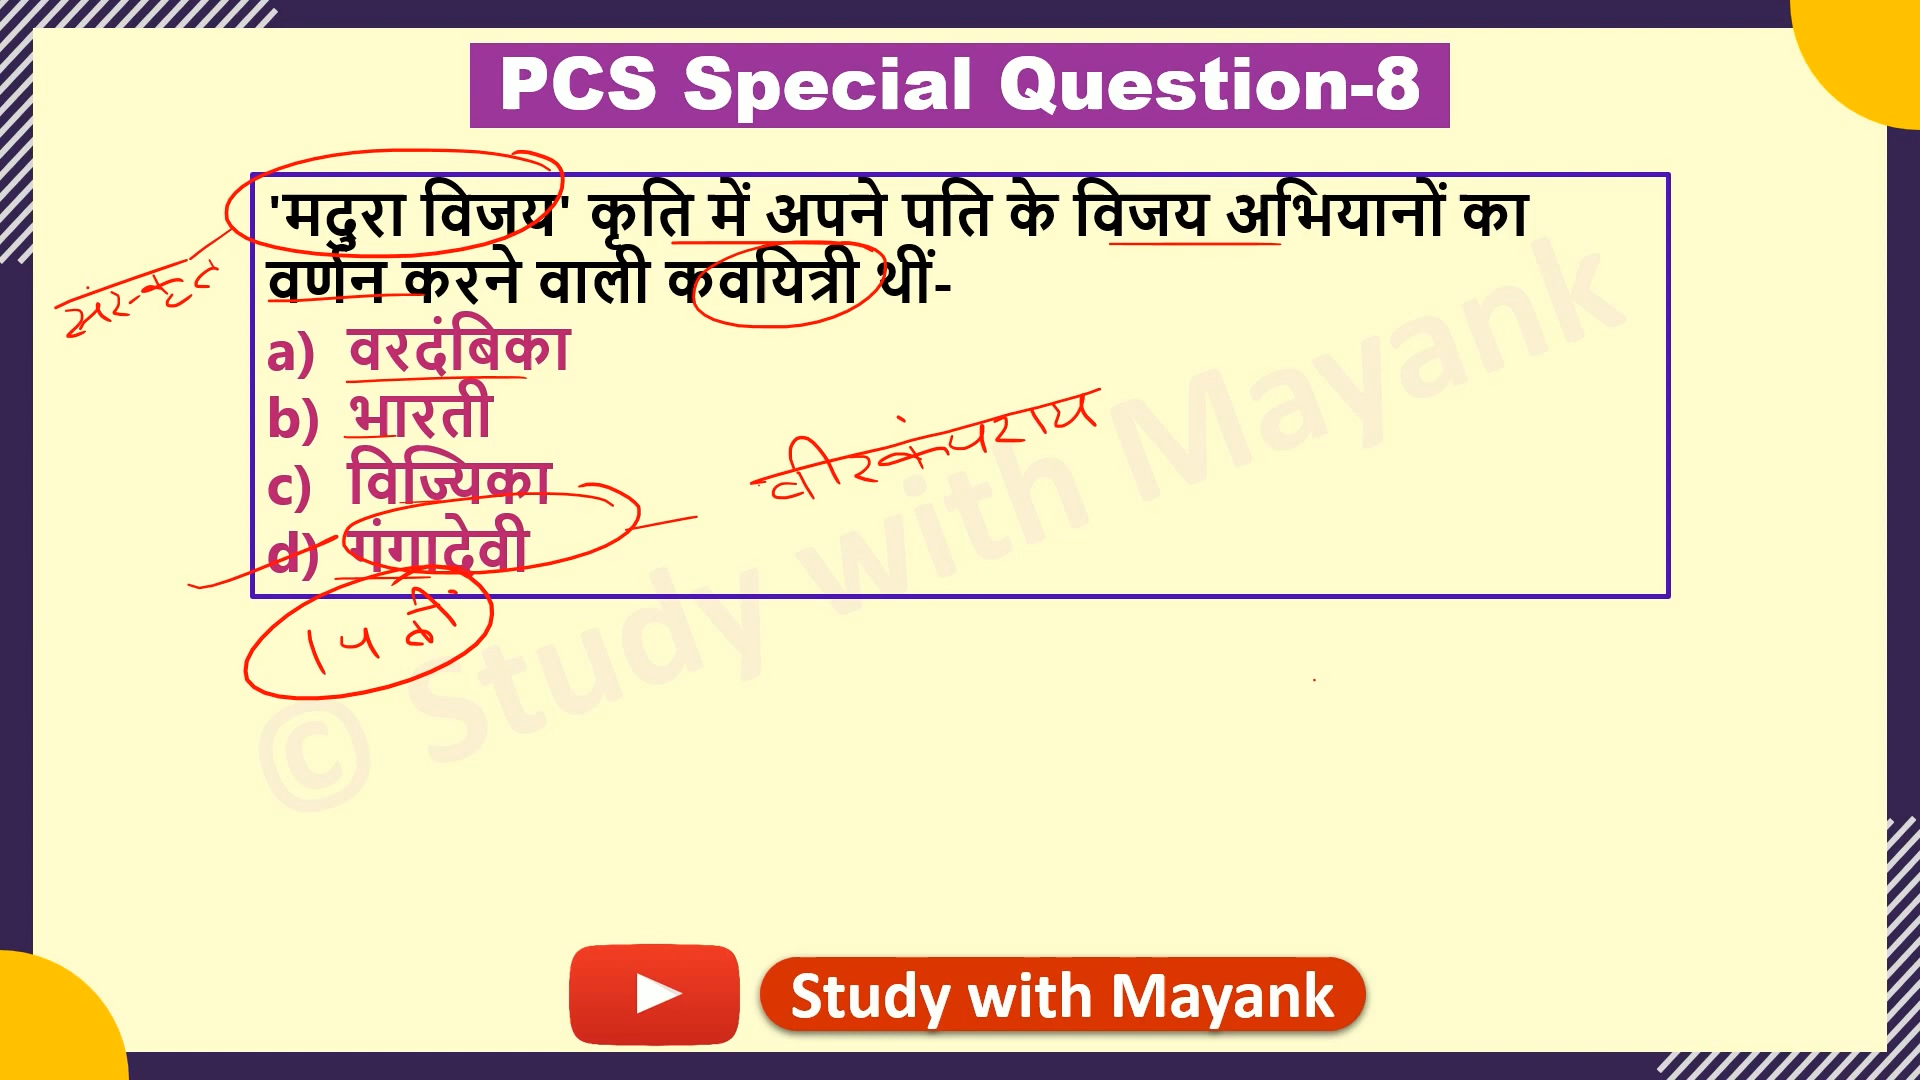 PCS Special Question-8
'मदुरा विजय' कृति में अपने पति के विजय अभियानों का
वर्णन करने वाली कवयित्री थीं-
संस्कृत
a) वरदंबिका
b) भारती
c) विज्यिका
d) गंगादेवी
वीरकंपराय
14वीं
© Study with Mayank
Study with Mayank